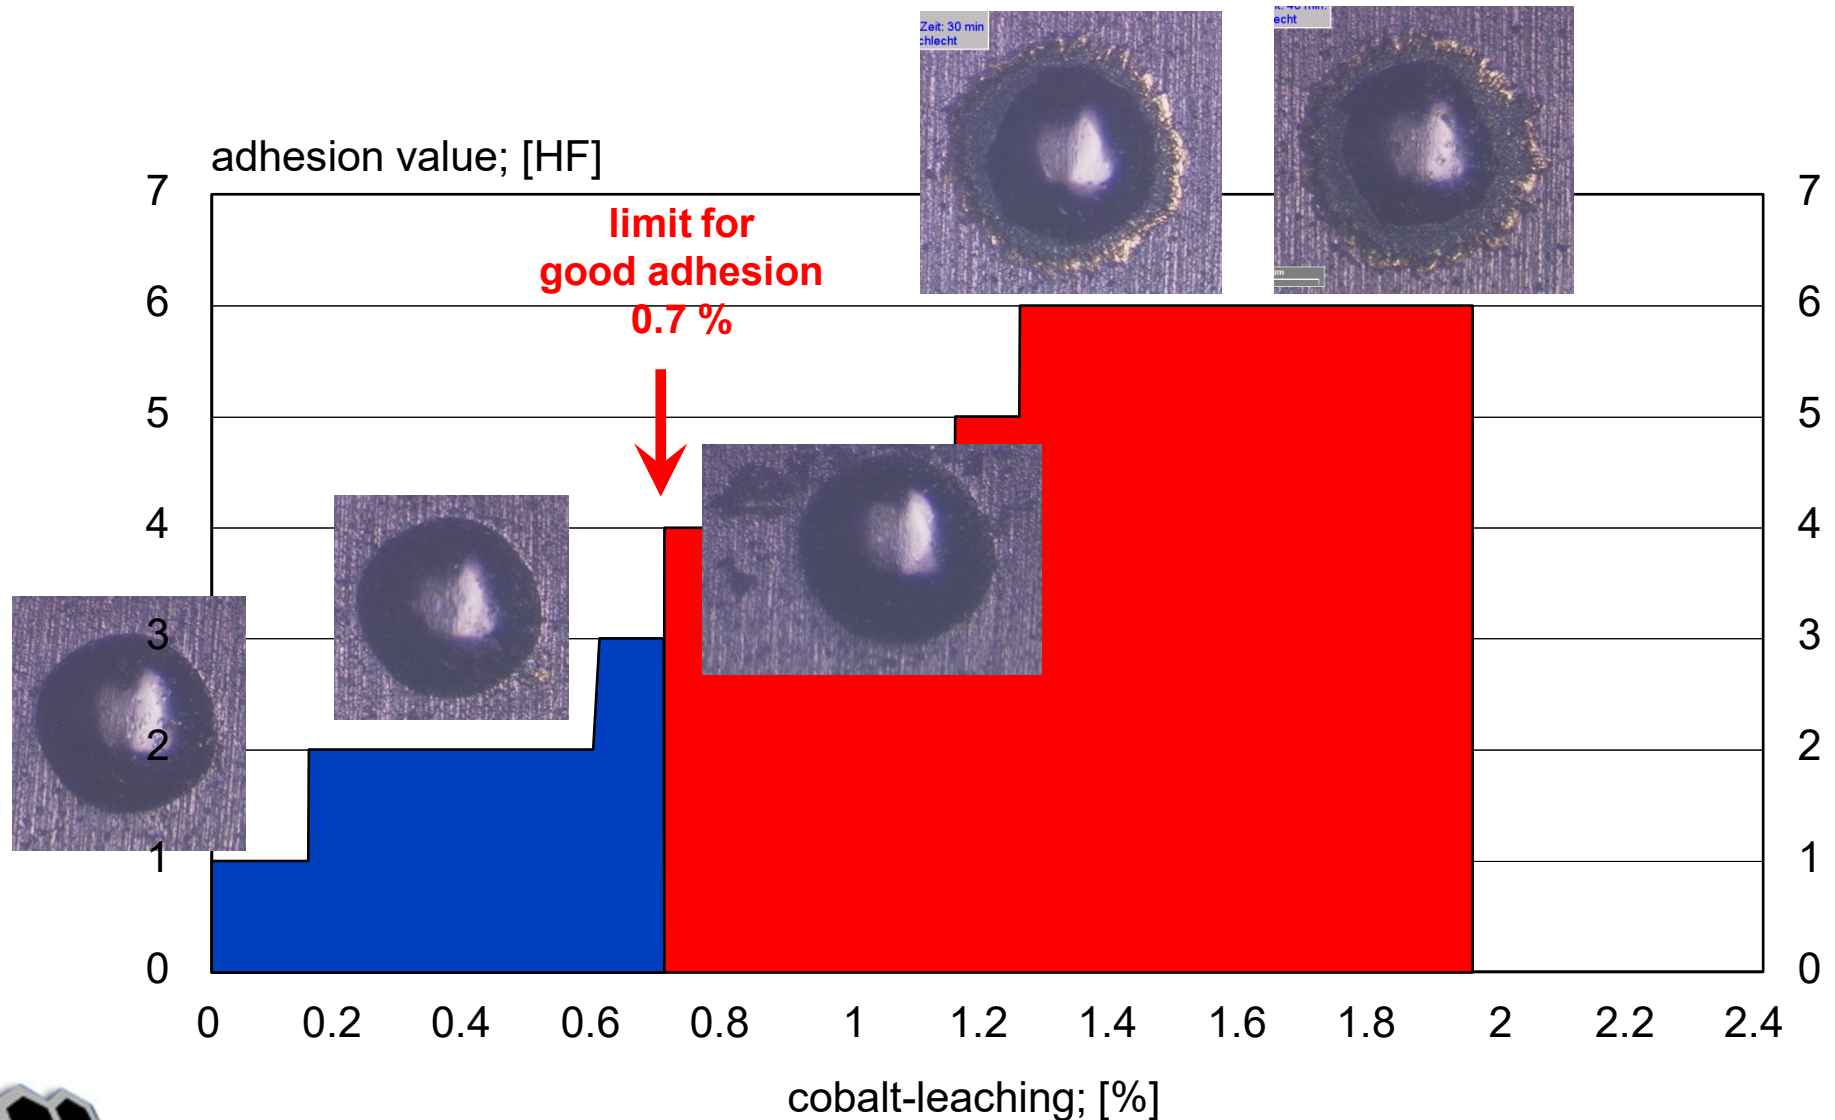 Zeit: 30 min
chlecht
echt
adhesion value; [HF]
7
7
limit for
good adhesion
0.7 %
6
6
5
5
4
4
3
3
2
2
1
1
0
0
0 0.2 0.4 0.6 0.8 1 1.2 1.4 1.6 1.8 2 2.2 2.4
cobalt-leaching; [%]